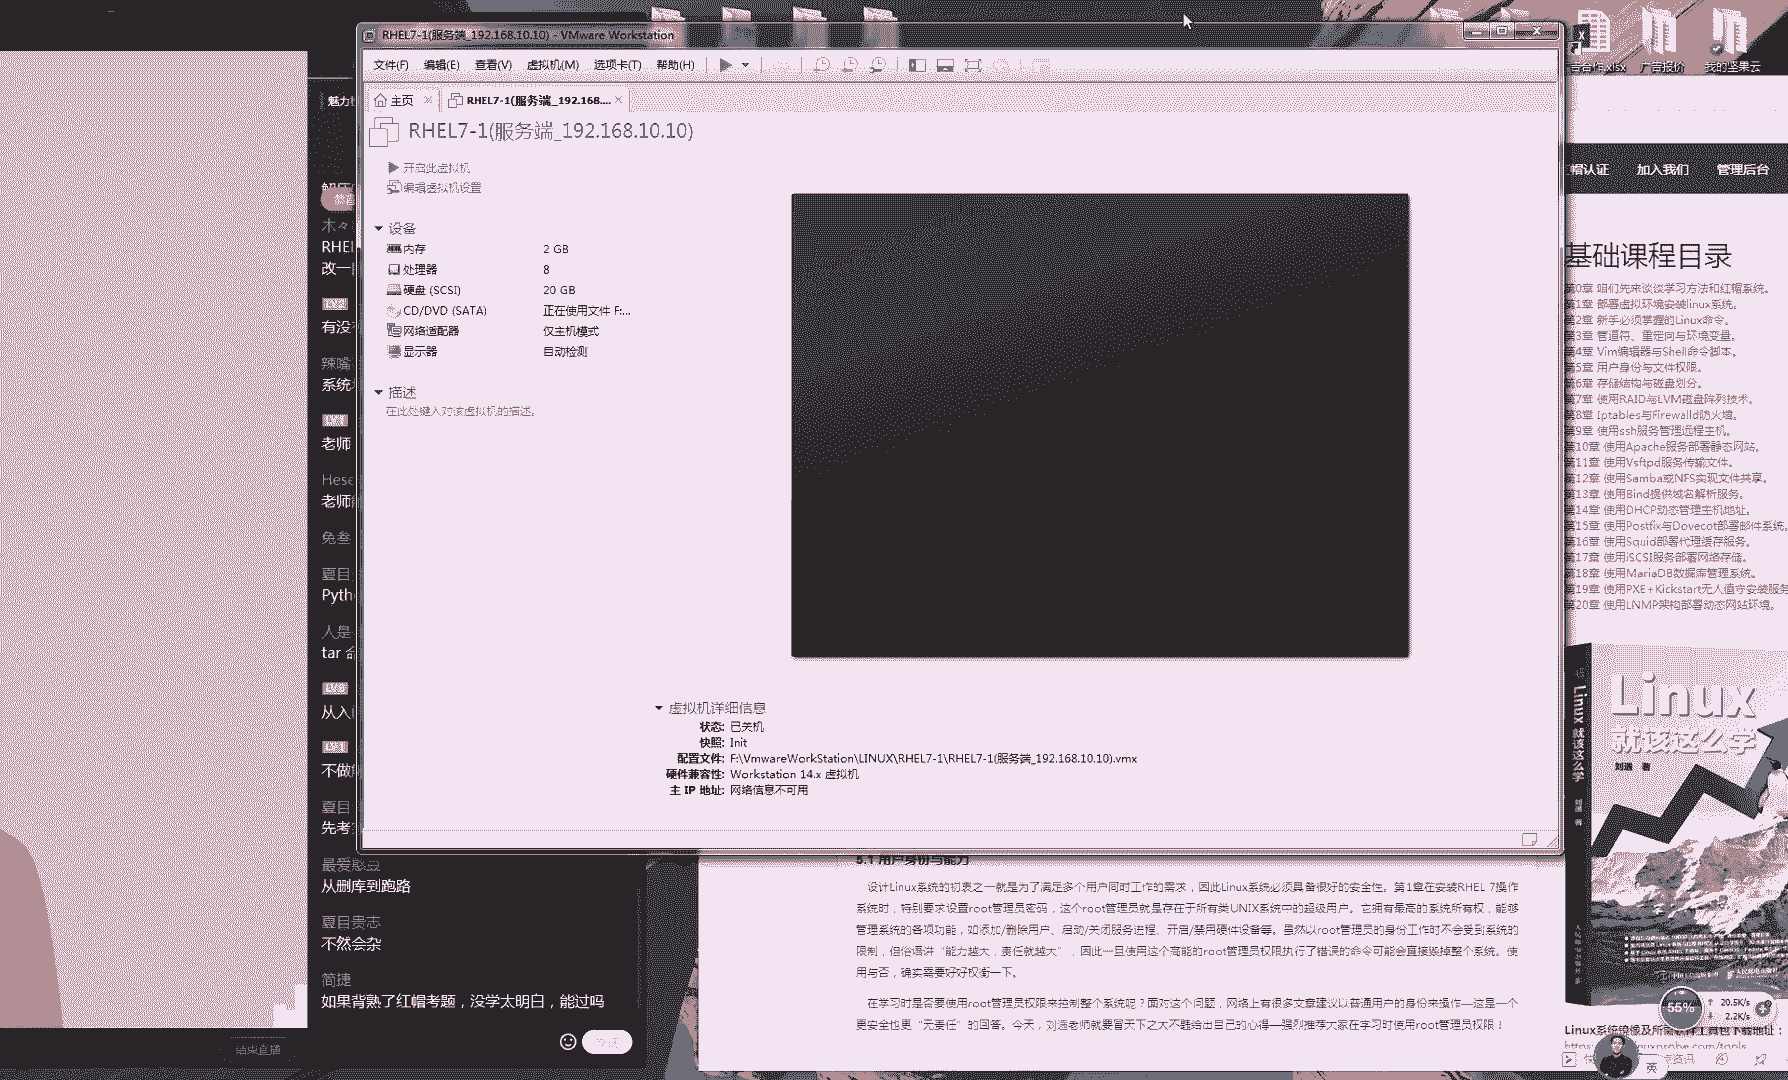 RHEL7-1(服务端_192.168.10.10) - VMware Workstation
文件(F) 编辑(E) 查看(V) 虚拟机(M) 选项卡(T) 帮助(H)
主页 RHEL7-1(服务端_192.168....
RHEL7-1(服务端_192.168.10.10)
开启此虚拟机
编辑虚拟机设置
设备
内存 2 GB
处理器 8
硬盘 (SCSI) 20 GB
CD/DVD (SATA) 正在使用文件 F:...
网络适配器 仅主机模式
显示器 自动检测
描述
在此处键入对该虚拟机的描述。
虚拟机详细信息
状态: 已关机
快照: Init
配置文件: F:\VmwareWorkStation\LINUX\RHEL7-1\RHEL7-1(服务端_192.168.10.10).vmx
硬件兼容性: Workstation 14.x 虚拟机
主 IP 地址: 网络信息不可用
RHEL
改一
有没
辣嘴
系统
老师
Hese
老师
免叁
夏目
Pyth
人是
tar 命
从入
不做
夏目
先考
最爱
从删库到跑路
夏目贵志
不然会杂
简捷
如果背熟了红帽考题，没学太明白，能过吗
结束直播
合作.xlsx 广告报价 我的坚果云
帽认证 加入我们 管理后台
基础课程目录
第0章 咱们先来谈谈学习方法和红帽系统。
第1章 部署虚拟环境安装linux系统。
第2章 新手必须掌握的Linux命令。
第3章 管道符、重定向与环境变量。
第4章 Vim编辑器与Shell命令脚本。
第5章 用户身份与文件权限。
第6章 存储结构与磁盘划分。
第7章 使用RAID与LVM磁盘阵列技术。
第8章 Iptables与Firewalld防火墙。
第9章 使用ssh服务管理远程主机。
第10章 使用Apache服务部署静态网站。
第11章 使用Vsftpd服务传输文件。
第12章 使用Samba或NFS实现文件共享。
第13章 使用Bind提供域名解析服务。
第14章 使用DHCP动态管理主机地址。
第15章 使用Postfix与Dovecot部署邮件系统。
第16章 使用Squid部署代理缓存服务。
第17章 使用iSCSI服务部署网络存储。
第18章 使用MariaDB数据库管理系统。
第19章 使用PXE+Kickstart无人值守安装服务
第20章 使用LNMP架构部署动态网站环境。
Linux
就该这么学
刘遄 著
Linux 就该这么学
5.1 用户身份与能力
设计Linux系统的初衷之一就是为了满足多个用户同时工作的需求，因此Linux系统必须具备很好的安全性。第1章在安装RHEL 7操作
系统时，特别要求设置root管理员密码，这个root管理员就是存在于所有类UNIX系统中的超级用户。它拥有最高的系统所有权，能够
管理系统的各项功能，如添加/删除用户、启动/关闭服务进程、开启/禁用硬件设备等。虽然以root管理员的身份工作时不会受到系统的
限制，但俗语讲“能力越大，责任就越大”，因此一旦使用这个高能的root管理员权限执行了错误的命令可能会直接毁掉整个系统。使
用与否，确实需要好好权衡一下。
在学习时是否要使用root管理员权限来控制整个系统呢？面对这个问题，网络上有很多文章建议以普通用户的身份来操作—这是一个
更安全也更“无责任”的回答。今天，刘遄老师就要冒天下之大不韪给出自己的心得—强烈推荐大家在学习时使用root管理员权限！
55%
20.5K/s
2.2K/s
Linux系统镜像及所需软件工具包下载地址：
英